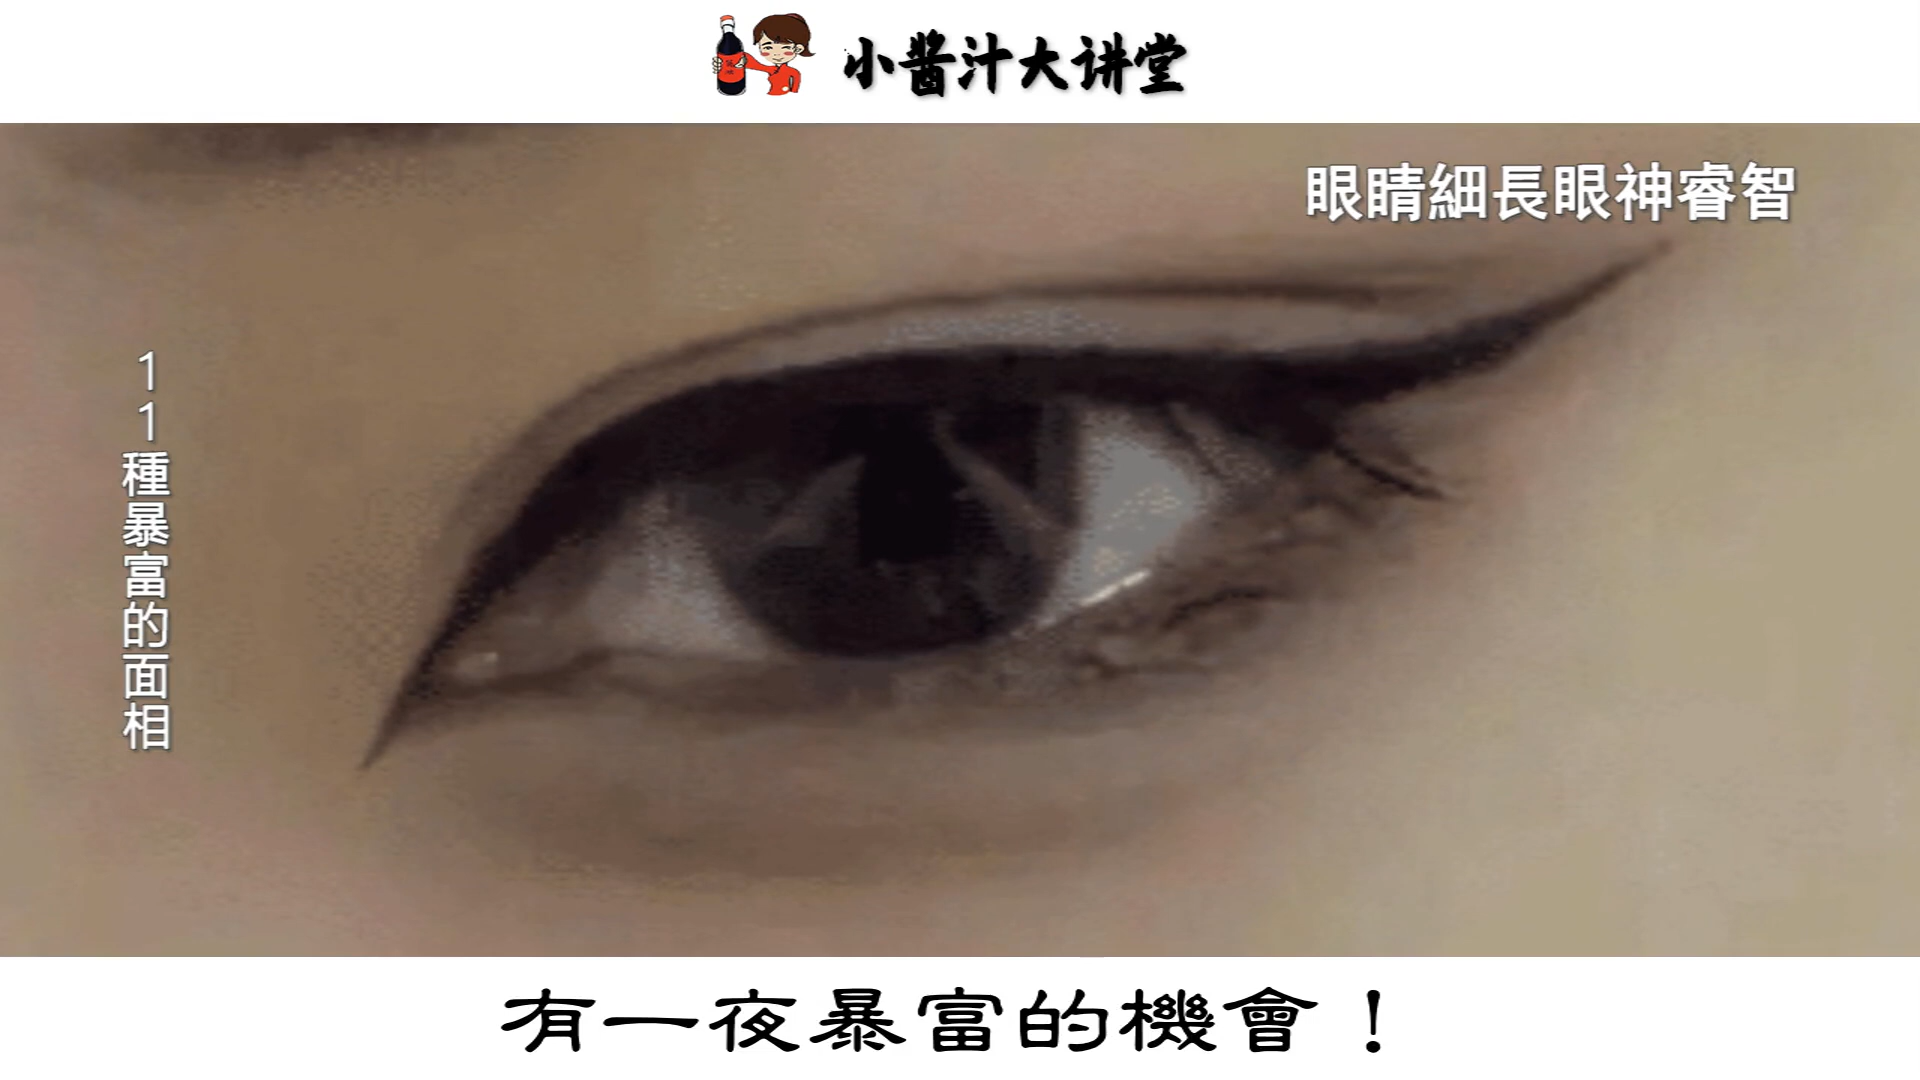 小酱汁大讲堂
眼睛細長眼神睿智
11種暴富的面相
有一夜暴富的機會！